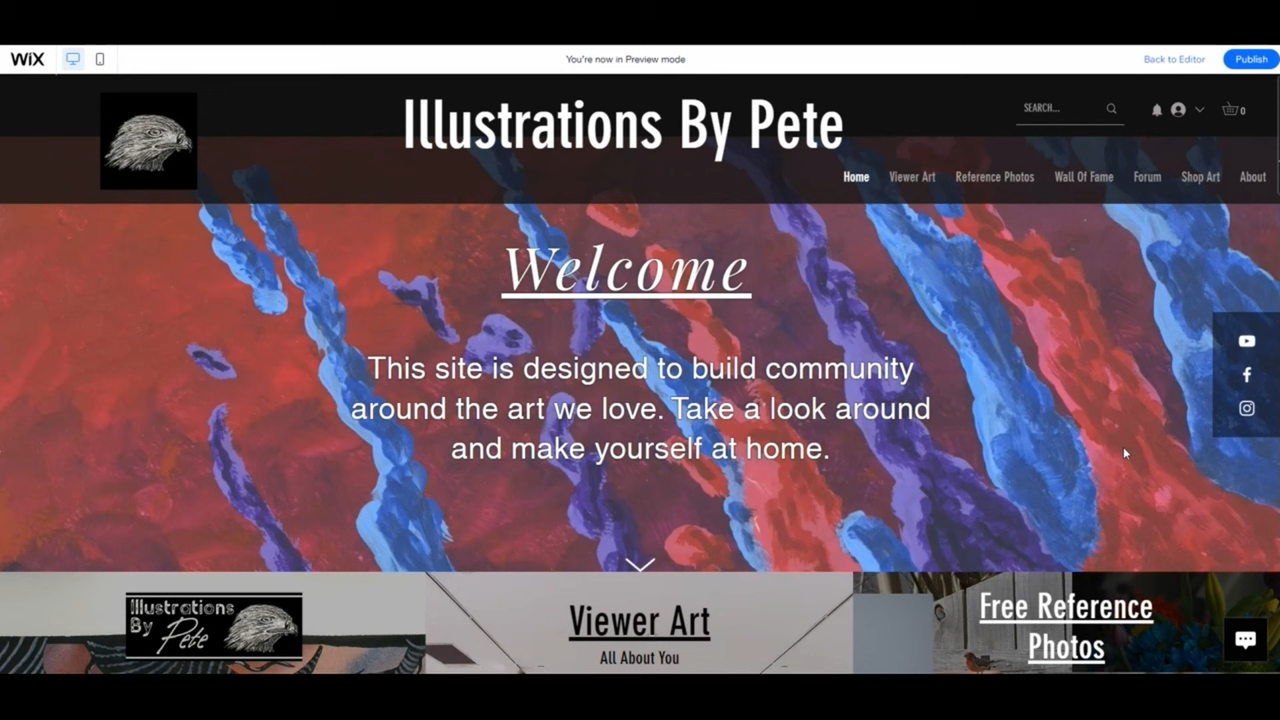 WiX
You're now in Preview mode
Back to Editor
Publish
Illustrations By Pete
SEARCH...
0
Home
Viewer Art
Reference Photos
Wall Of Fame
Forum
Shop Art
About
Welcome
This site is designed to build community
around the art we love. Take a look around
and make yourself at home.
Illustrations
By Pete
Viewer Art
All About You
Free Reference
Photos